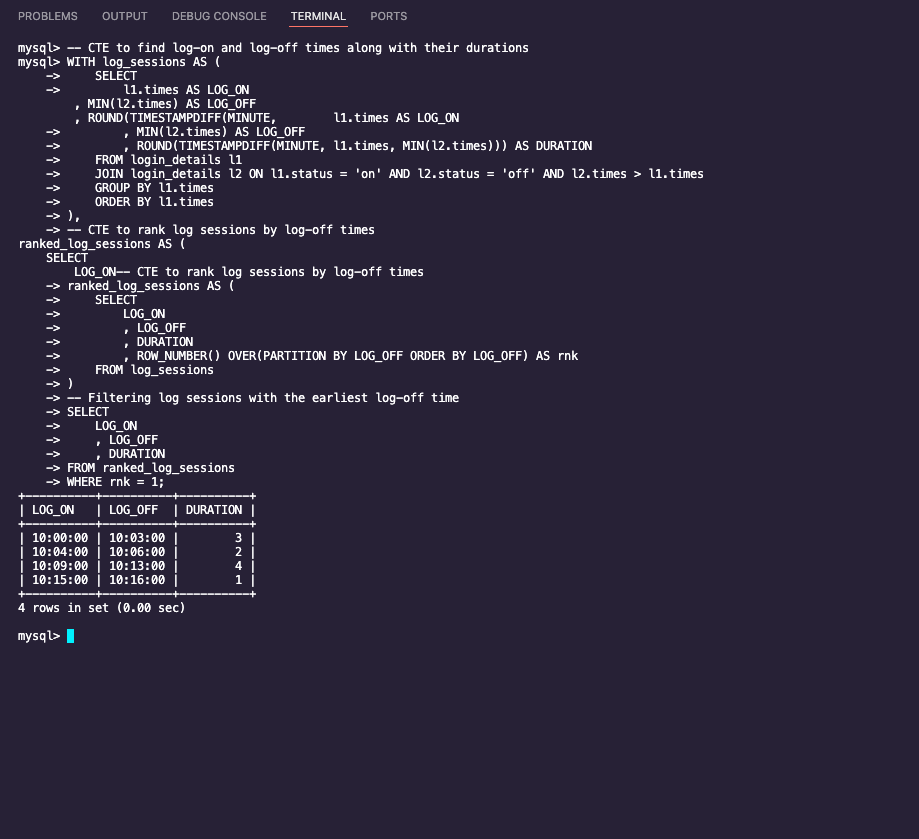 PROBLEMS OUTPUT DEBUG CONSOLE TERMINAL PORTS
mysql> -- CTE to find log-on and log-off times along with their durations
mysql> WITH log_sessions AS (
    ->     SELECT
    ->         l1.times AS LOG_ON
        , MIN(l2.times) AS LOG_OFF
        , ROUND(TIMESTAMPDIFF(MINUTE,        l1.times AS LOG_ON
    ->         , MIN(l2.times) AS LOG_OFF
    ->         , ROUND(TIMESTAMPDIFF(MINUTE, l1.times, MIN(l2.times))) AS DURATION
    ->     FROM login_details l1
    ->     JOIN login_details l2 ON l1.status = 'on' AND l2.status = 'off' AND l2.times > l1.times
    ->     GROUP BY l1.times
    ->     ORDER BY l1.times
    -> ),
    -> -- CTE to rank log sessions by log-off times
ranked_log_sessions AS (
    SELECT
        LOG_ON-- CTE to rank log sessions by log-off times
    -> ranked_log_sessions AS (
    ->     SELECT
    ->         LOG_ON
    ->         , LOG_OFF
    ->         , DURATION
    ->         , ROW_NUMBER() OVER(PARTITION BY LOG_OFF ORDER BY LOG_OFF) AS rnk
    ->     FROM log_sessions
    -> )
    -> -- Filtering log sessions with the earliest log-off time
    -> SELECT
    ->     LOG_ON
    ->     , LOG_OFF
    ->     , DURATION
    -> FROM ranked_log_sessions
    -> WHERE rnk = 1;
+----------+----------+----------+
| LOG_ON   | LOG_OFF  | DURATION |
+----------+----------+----------+
| 10:00:00 | 10:03:00 |        3 |
| 10:04:00 | 10:06:00 |        2 |
| 10:09:00 | 10:13:00 |        4 |
| 10:15:00 | 10:16:00 |        1 |
+----------+----------+----------+
4 rows in set (0.00 sec)
mysql>